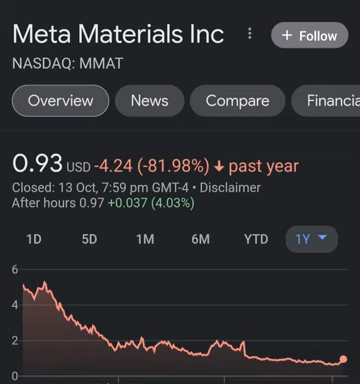 Meta Materials Inc
+ Follow
NASDAQ: MMAT
Overview
News
Compare
Financia
0.93 USD -4.24 (-81.98%) ↓ past year
Closed: 13 Oct, 7:59 pm GMT-4 • Disclaimer
After hours 0.97 +0.037 (4.03%)
1D
5D
1M
6M
YTD
1Y
6
4
2
0